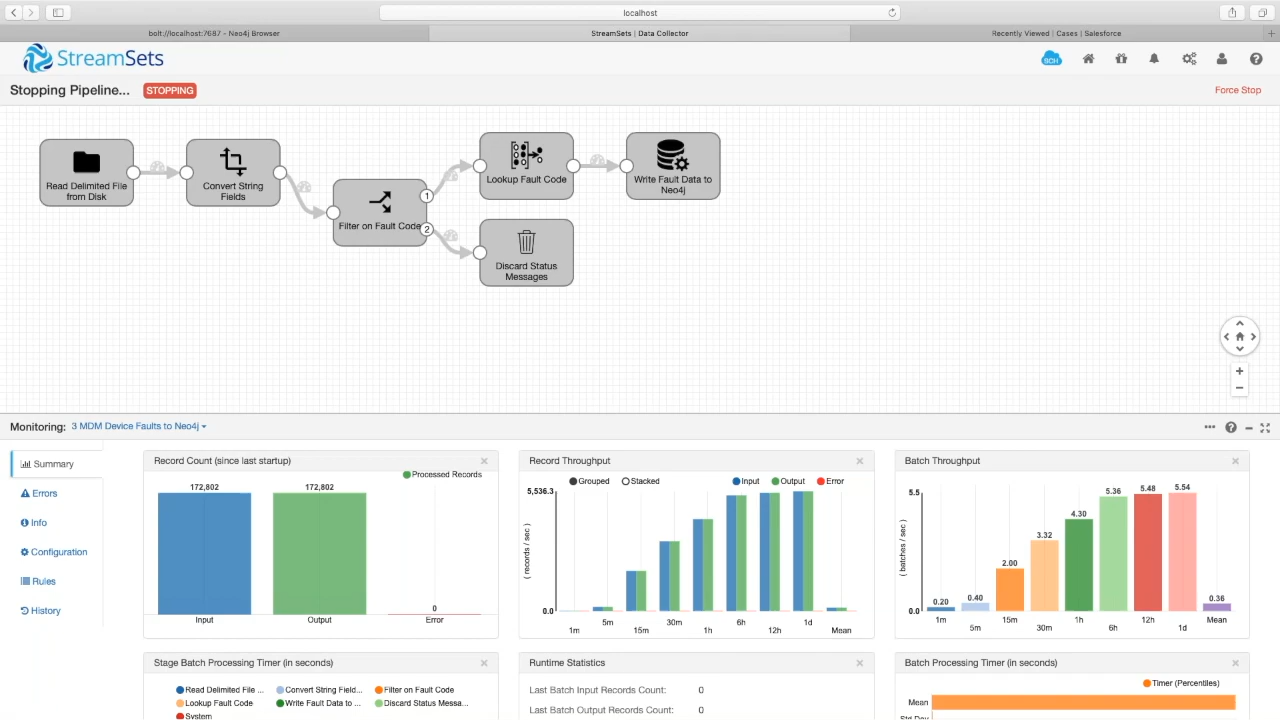 localhost
bolt://localhost:7687 - Neo4j Browser
StreamSets | Data Collector
Recently Viewed | Cases | Salesforce
StreamSets
SCH
Stopping Pipeline...
STOPPING
Force Stop
Read Delimited File
from Disk
Convert String
Fields
Filter on Fault Code
1
2
Lookup Fault Code
Write Fault Data to
Neo4j
Discard Status
Messages
Monitoring: 3 MDM Device Faults to Neo4j
Summary
Errors
Info
Configuration
Rules
History
Record Count (since last startup)
Processed Records
172,802
172,802
0
Input
Output
Error
Record Throughput
Grouped
Stacked
Input
Output
Error
5,536.3
( records / sec )
0.0
1m
5m
15m
30m
1h
6h
12h
1d
Mean
Batch Throughput
5.5
( batches / sec )
0.0
0.20
0.40
2.00
3.32
4.30
5.36
5.48
5.54
0.36
1m
5m
15m
30m
1h
6h
12h
1d
Mean
Stage Batch Processing Timer (in seconds)
Read Delimited File ...
Convert String Field...
Filter on Fault Code
Lookup Fault Code
Write Fault Data to ...
Discard Status Messa...
System
Runtime Statistics
Last Batch Input Records Count: 0
Last Batch Output Records Count: 0
Batch Processing Timer (in seconds)
Timer (Percentiles)
Mean
Std Dev